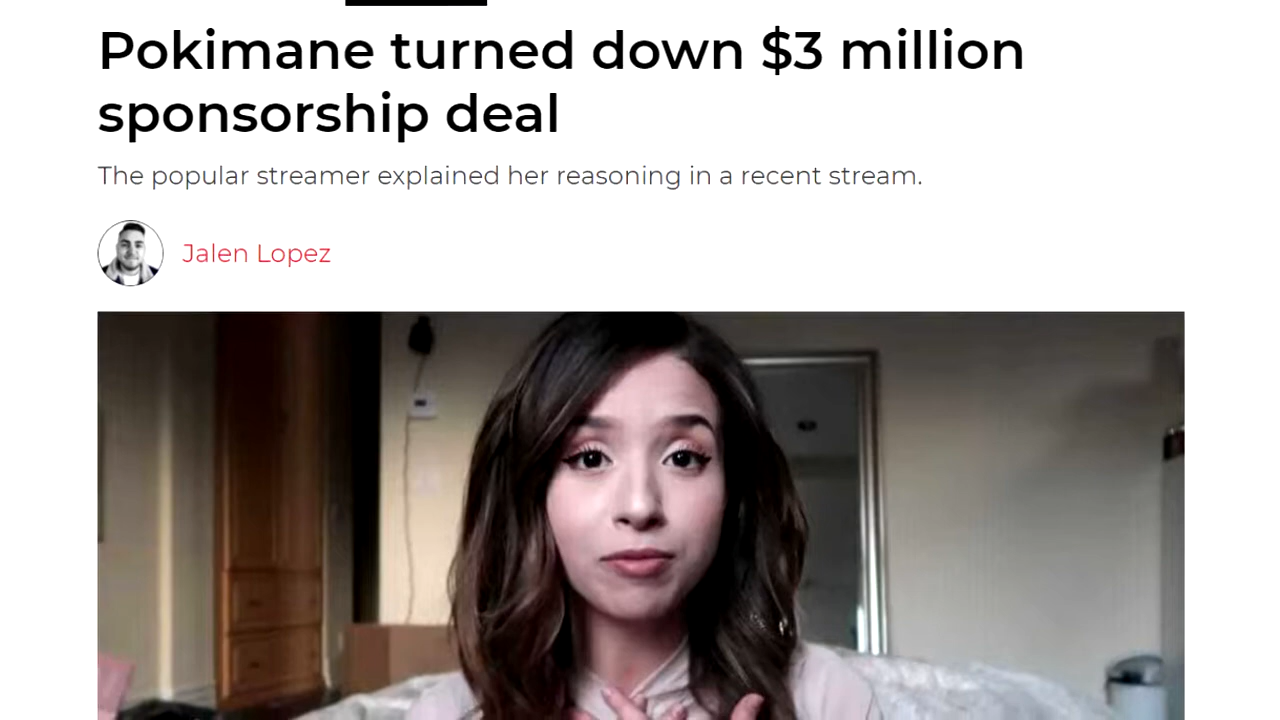 Pokimane turned down $3 million
sponsorship deal
The popular streamer explained her reasoning in a recent stream.
Jalen Lopez